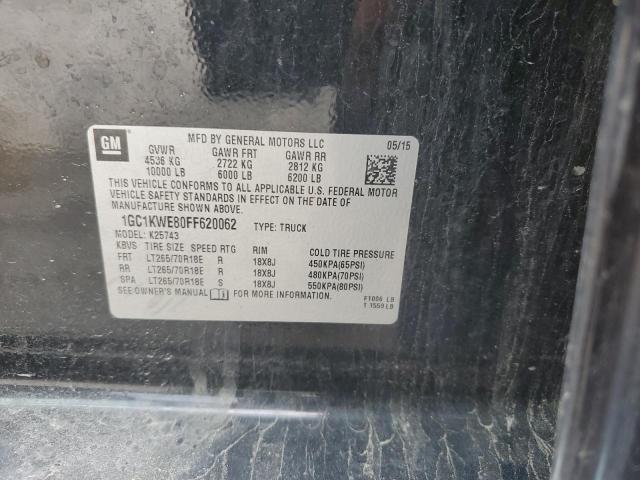 GM
MFD BY GENERAL MOTORS LLC 05/15
GVWR GAWR FRT GAWR RR
4536 KG 2722 KG 2812 KG
10000 LB 6000 LB 6200 LB
THIS VEHICLE CONFORMS TO ALL APPLICABLE U.S. FEDERAL MOTOR
VEHICLE SAFETY STANDARDS IN EFFECT ON THE DATE OF
MANUFACTURE SHOWN ABOVE.
1GC1KWE80FF620062 TYPE: TRUCK
MODEL: K25743
KBVS TIRE SIZE SPEED RTG RIM COLD TIRE PRESSURE
FRT LT265/70R18E R 18X8J 450KPA(65PSI)
RR LT265/70R18E R 18X8J 480KPA(70PSI)
SPA LT265/70R18E S 18X8J 550KPA(80PSI)
SEE OWNER'S MANUAL FOR MORE INFORMATION.
F1006 LB
T 1559 LB